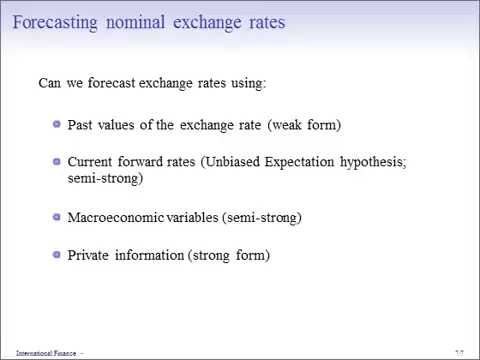 Forecasting nominal exchange rates
Can we forecast exchange rates using:
Past values of the exchange rate (weak form)
Current forward rates (Unbiased Expectation hypothesis;
semi-strong)
Macroeconomic variables (semi-strong)
Private information (strong form)
International Finance -